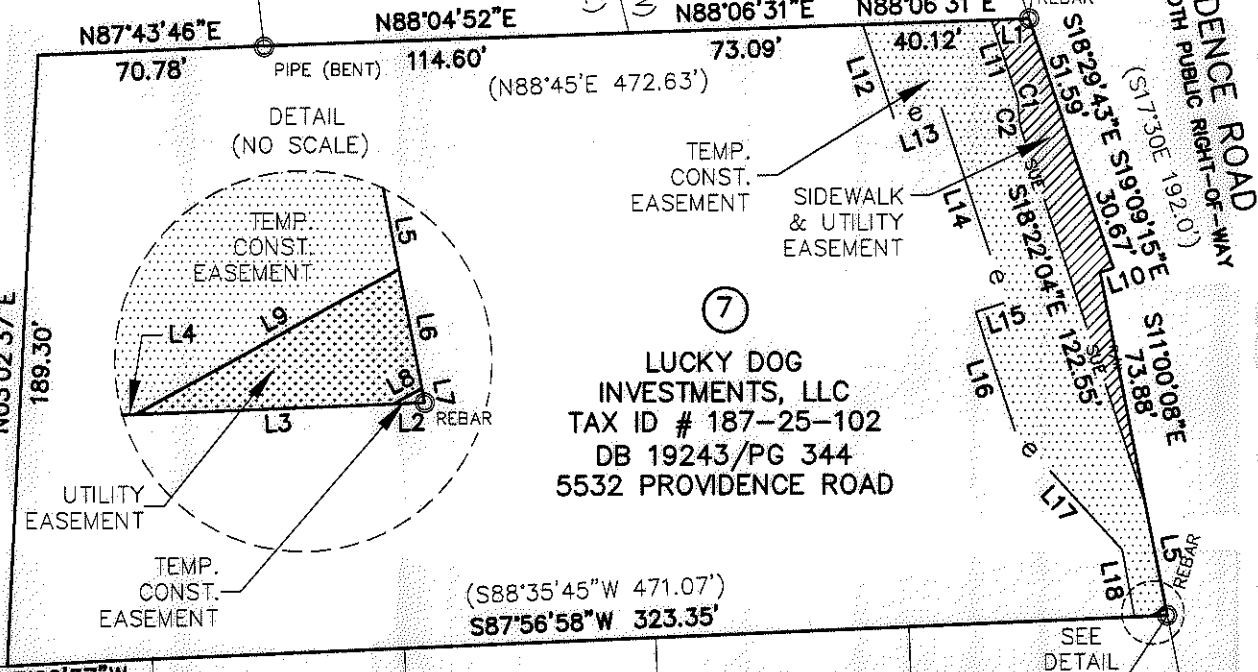 N87°43'46"E
70.78'
N88°04'52"E
114.60'
PIPE (BENT)
N88°06'31"E
73.09'
N88°06'31"E
40.12'
(N88°45'E 472.63')
L1
REBAR
S18°29'43"E
51.59'
(S17°30E 192.0')
DENCE ROAD
OTH PUBLIC RIGHT-OF-WAY
L11
L12
C1
C2
e
L13
DETAIL
(NO SCALE)
TEMP.
CONST.
EASEMENT
SIDEWALK
& UTILITY
EASEMENT
L14
SUE
S18°22'04"E 122.55'
SUE
S19°09'15"E
30.67'
L10
S11°00'08"E
73.88'
TEMP.
CONST.
EASEMENT
L5
L9
L4
L6
L8
L7
L3
L2
REBAR
UTILITY
EASEMENT
TEMP.
CONST.
EASEMENT
189.30'
7
LUCKY DOG
INVESTMENTS, LLC
TAX ID # 187-25-102
DB 19243/PG 344
5532 PROVIDENCE ROAD
e
L15
L16
e
L17
L18
L5
REBAR
(S88°35'45"W 471.07')
S87°56'58"W 323.35'
SEE
DETAIL